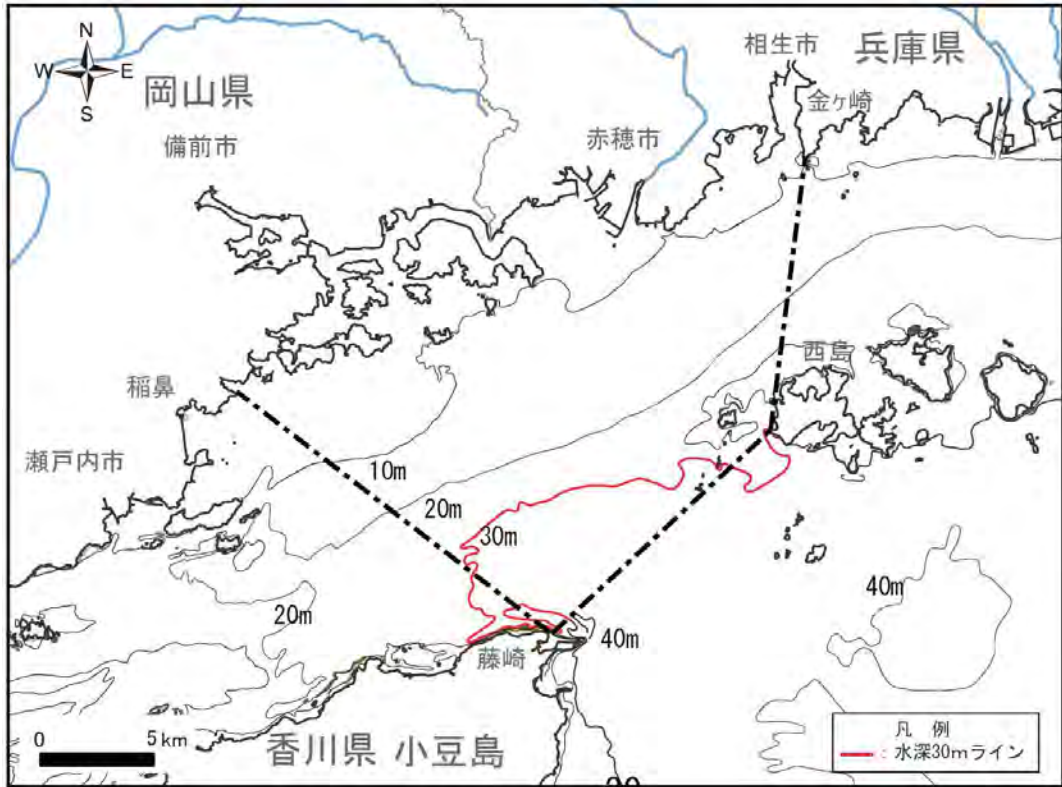 N
W E
S
岡山県
備前市
相生市
兵庫県
金ヶ崎
赤穂市
西島
稲鼻
瀬戸内市
10m
20m
30m
20m
40m
40m
藤崎
香川県 小豆島
0 5km
凡 例
: 水深30mライン